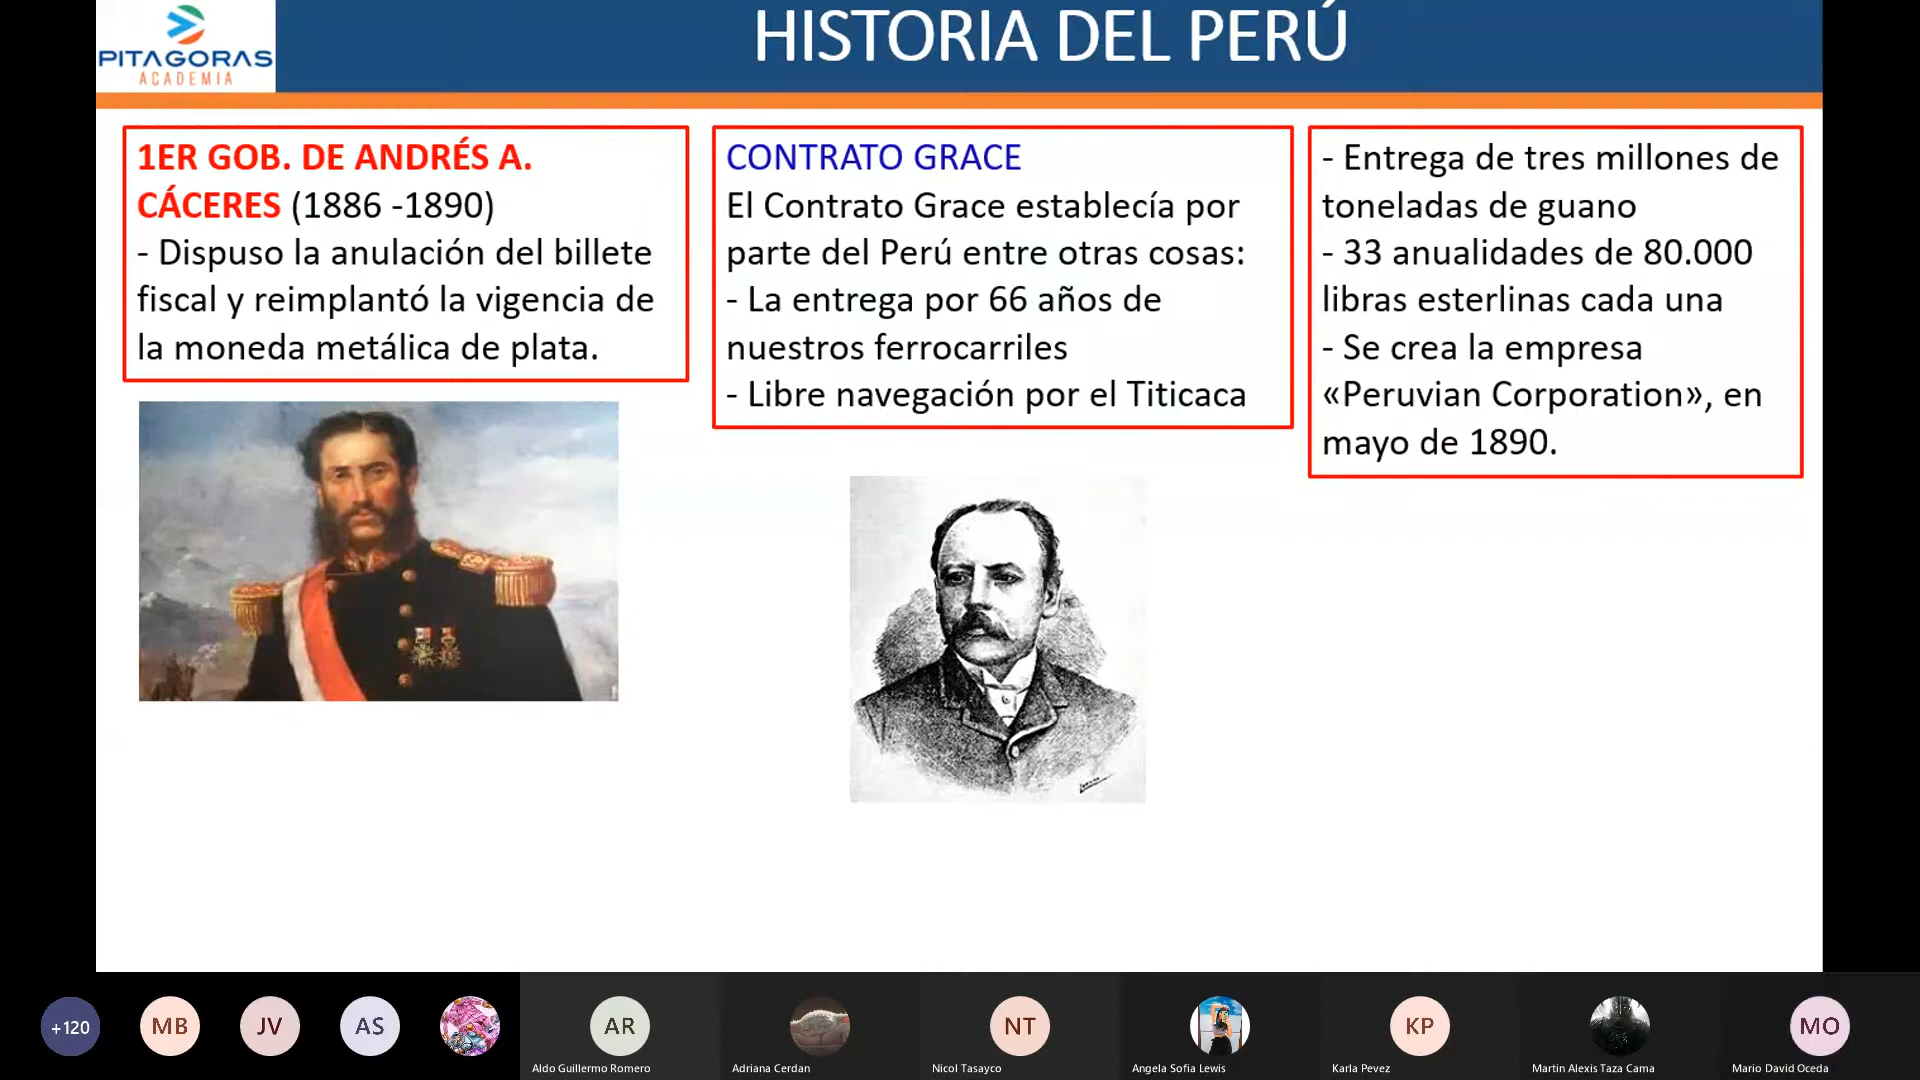 PITAGORAS
ACADEMIA
HISTORIA DEL PERÚ
1ER GOB. DE ANDRÉS A.
CÁCERES (1886 -1890)
- Dispuso la anulación del billete
fiscal y reimplantó la vigencia de
la moneda metálica de plata.
CONTRATO GRACE
El Contrato Grace establecía por
parte del Perú entre otras cosas:
- La entrega por 66 años de
nuestros ferrocarriles
- Libre navegación por el Titicaca
- Entrega de tres millones de
toneladas de guano
- 33 anualidades de 80.000
libras esterlinas cada una
- Se crea la empresa
«Peruvian Corporation», en
mayo de 1890.
+120
MB
JV
AS
AR
NT
KP
MO
Aldo Guillermo Romero
Adriana Cerdan
Nicol Tasayco
Angela Sofia Lewis
Karla Pevez
Martin Alexis Taza Cama
Mario David Oceda